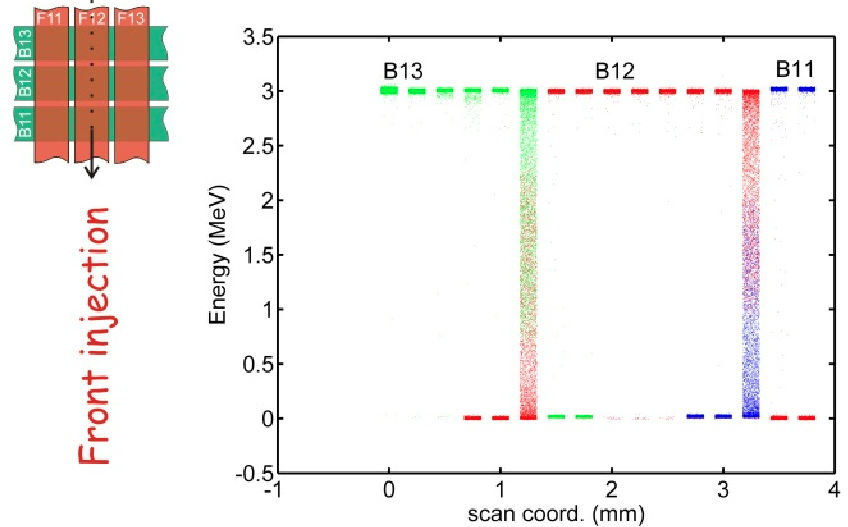 F11 F12 F13
B13
B12
B11
Front injection
B13 B12 B11
3.5
3
2.5
2
1.5
1
0.5
0
-0.5
Energy (MeV)
-1 0 1 2 3 4
scan coord. (mm)